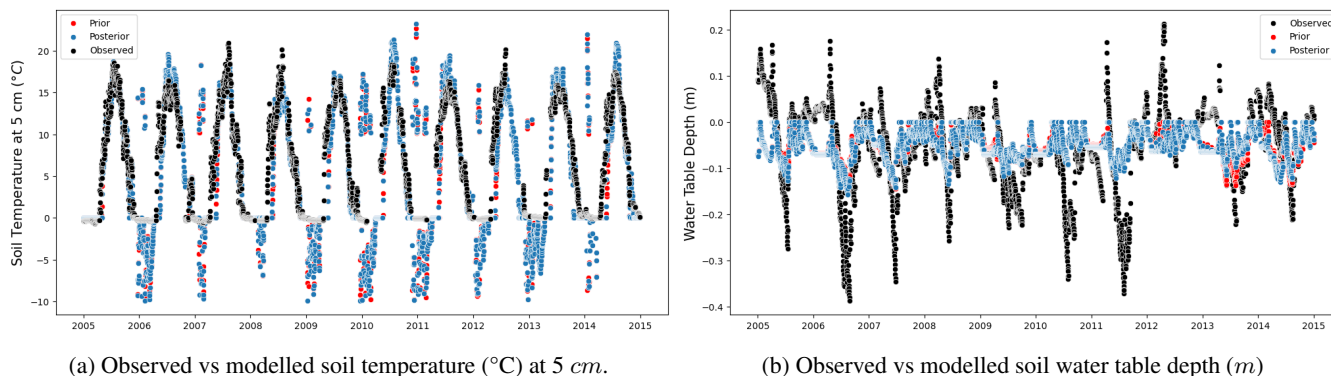 Soil Temperature at 5 cm (°C)
20
15
10
5
0
−5
−10
Prior
Posterior
Observed
2005 2006 2007 2008 2009 2010 2011 2012 2013 2014 2015
(a) Observed vs modelled soil temperature (°C) at 5 cm.
Water Table Depth (m)
0.2
0.1
0.0
−0.1
−0.2
−0.3
−0.4
Observed
Prior
Posterior
2005 2006 2007 2008 2009 2010 2011 2012 2013 2014 2015
(b) Observed vs modelled soil water table depth (m)